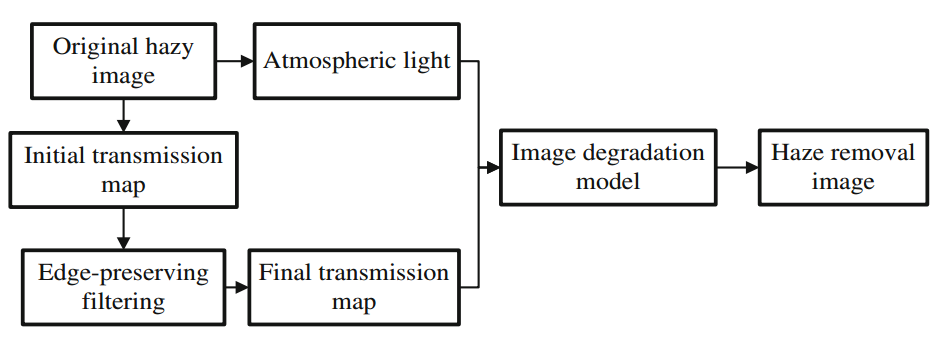 Original hazy
image
Atmospheric light
Initial transmission
map
Edge-preserving
filtering
Final transmission
map
Image degradation
model
Haze removal
image